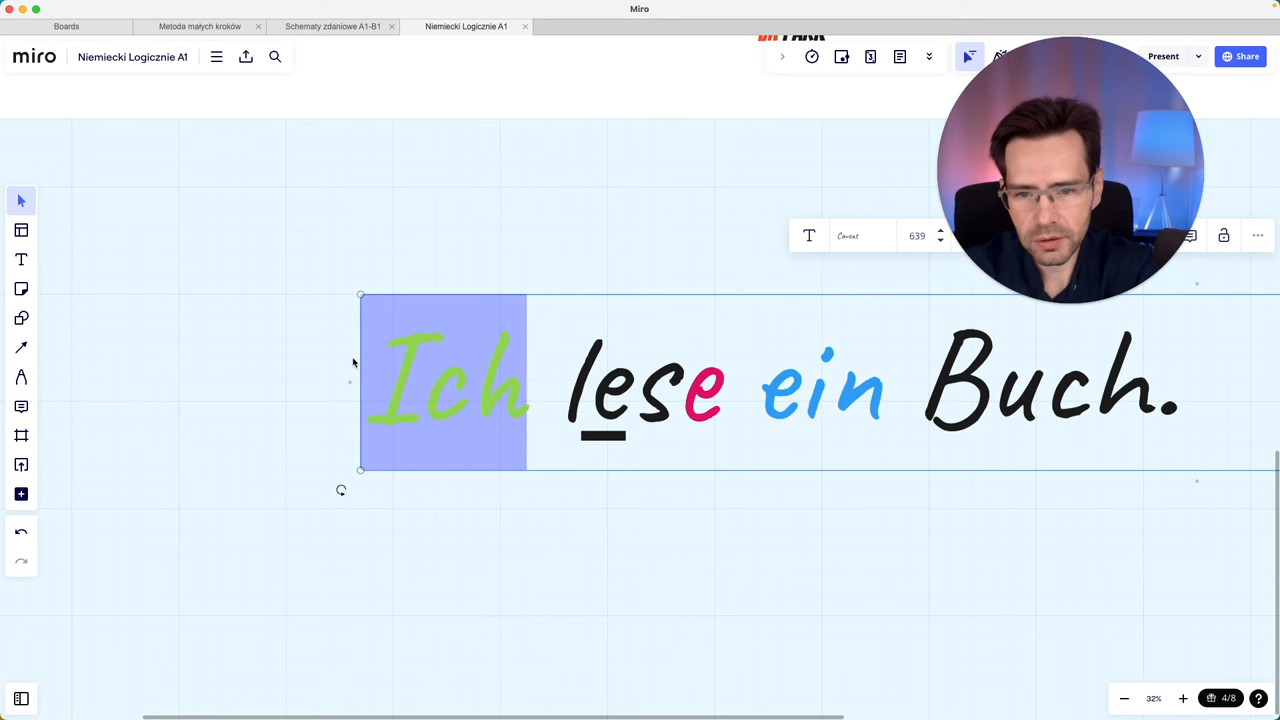 Miro
Boards
Metoda małych kroków
Schematy zdaniowe A1-B1
Niemiecki Logicznie A1
miro
Niemiecki Logicznie A1
Present
Share
Caveat
639
Ich lese ein Buch.
32%
4/8